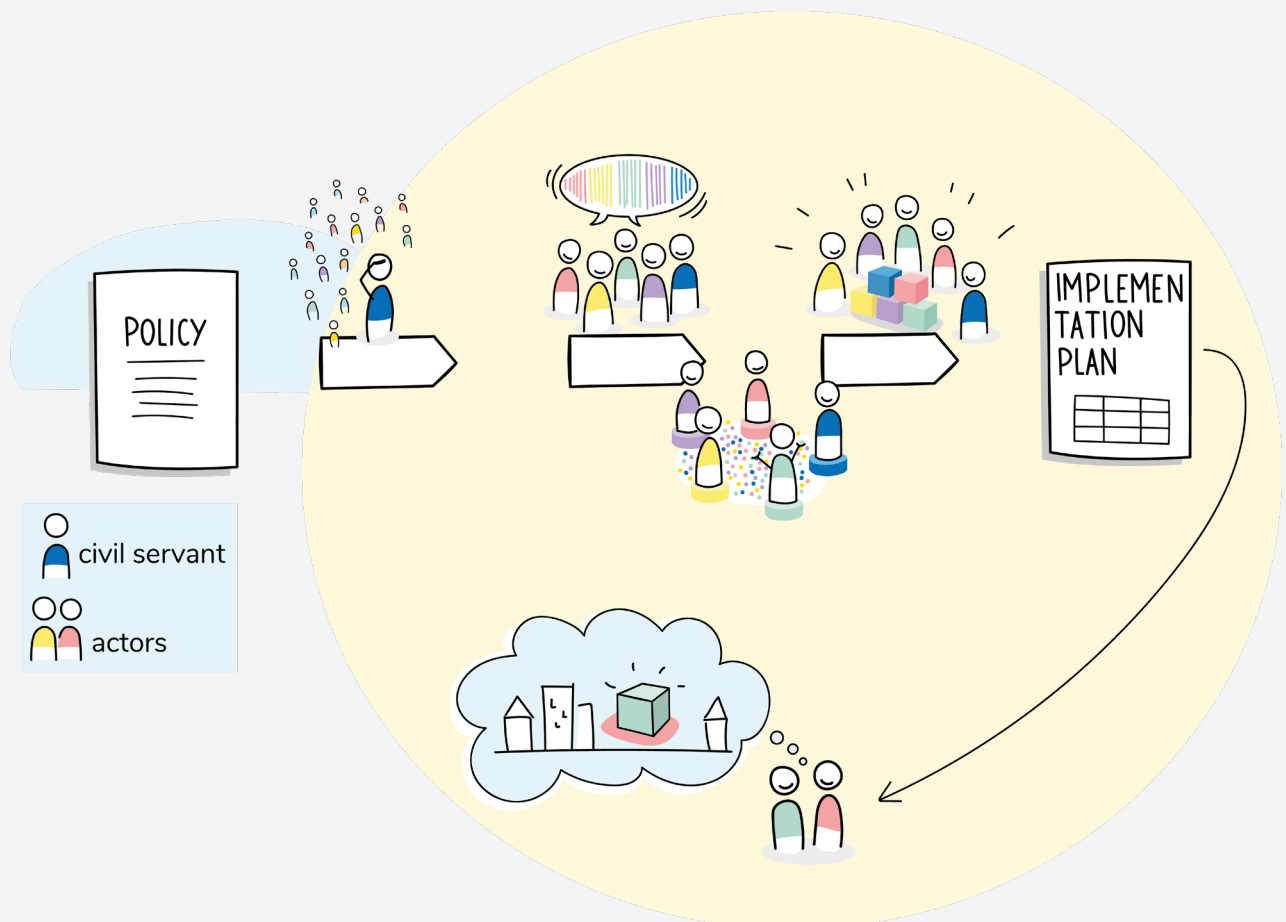 POLICY
IMPLEMEN
TATION
PLAN
civil servant
actors